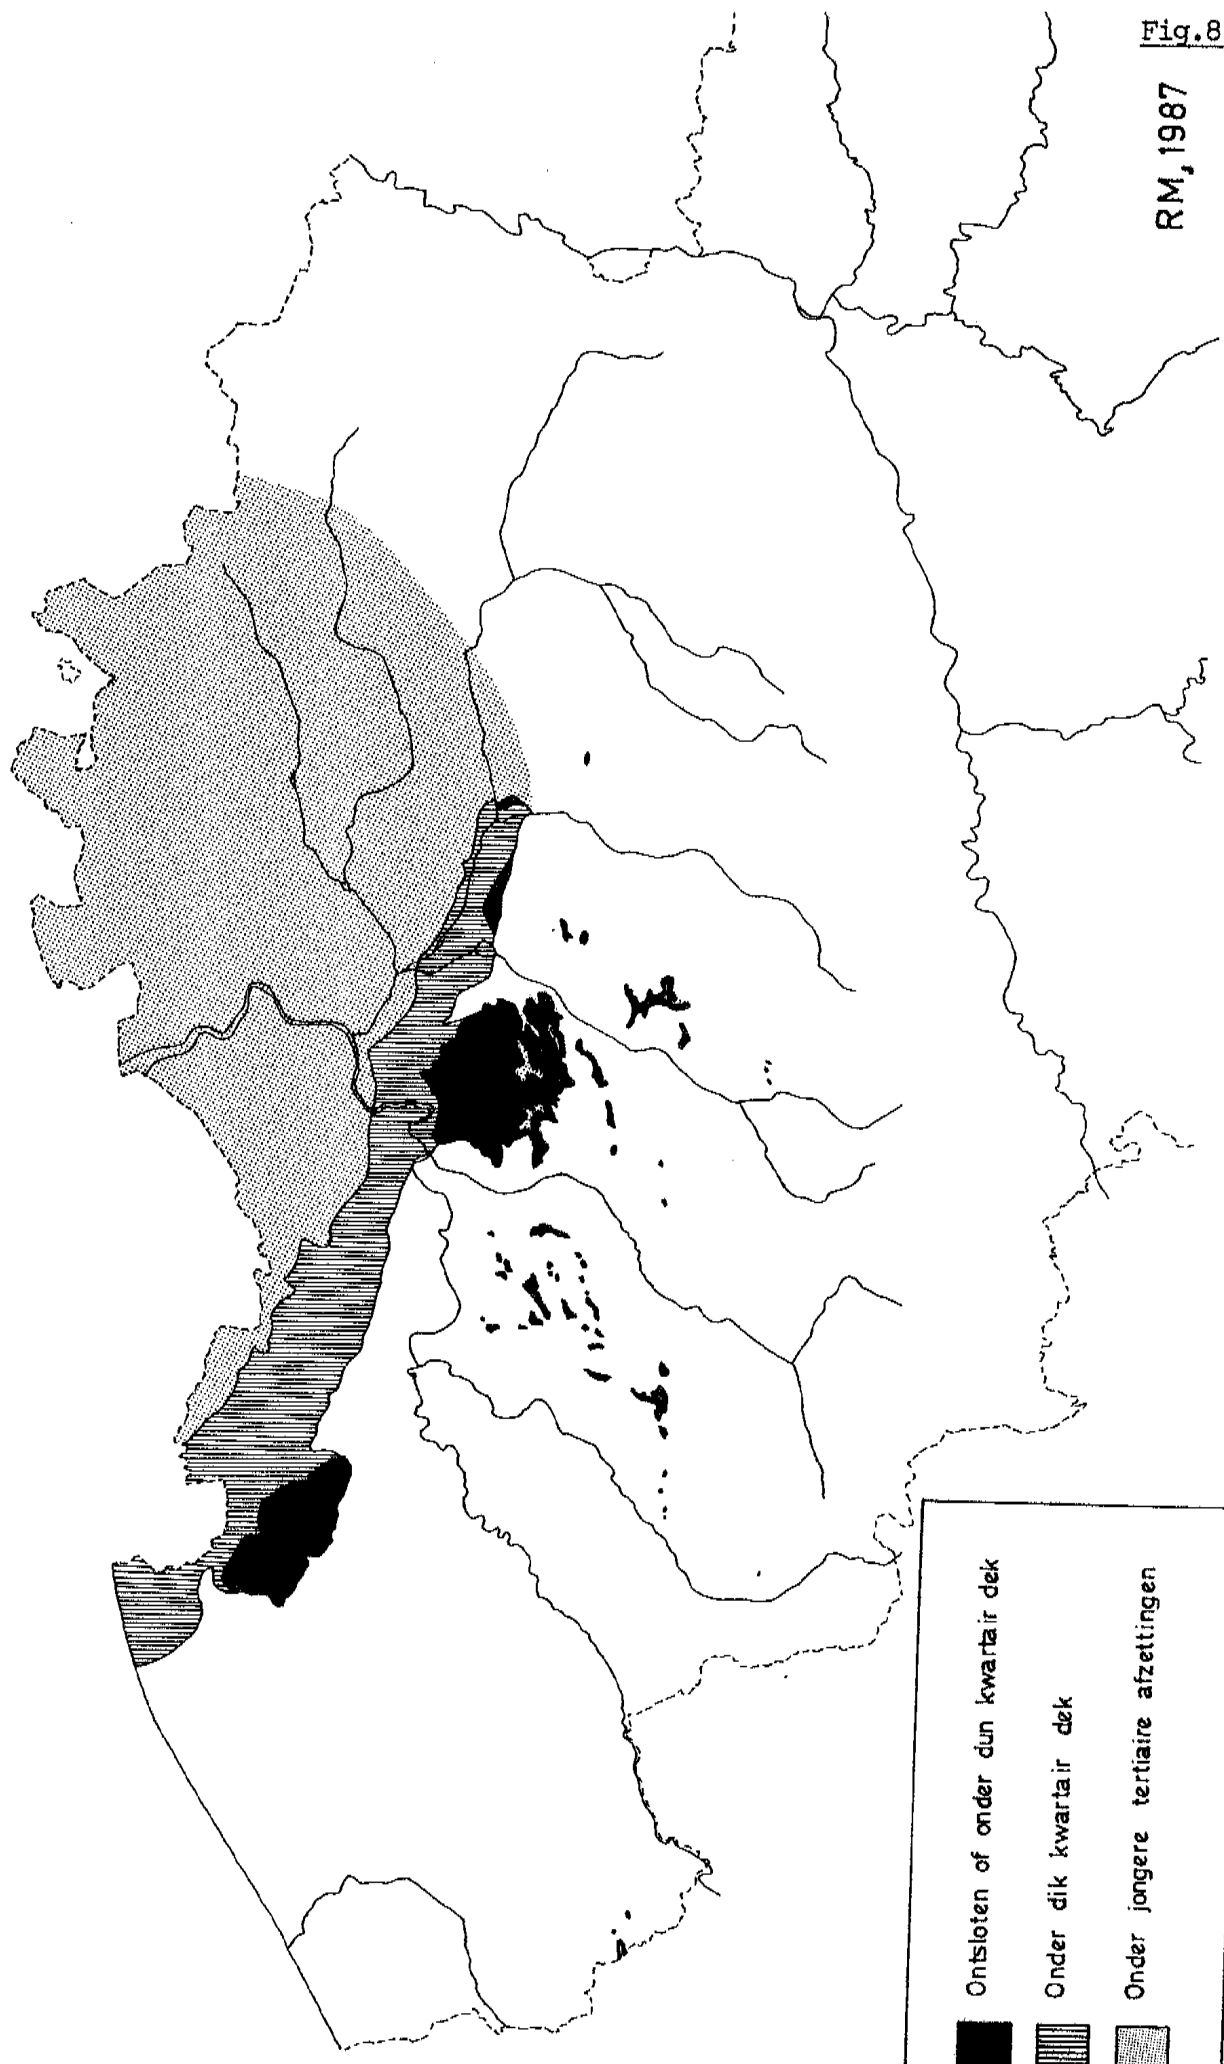 Fig.8
RM, 1987
Ontsloten of onder dun kwartair dek
Onder dik kwartair dek
Onder jongere tertiaire afzettingen